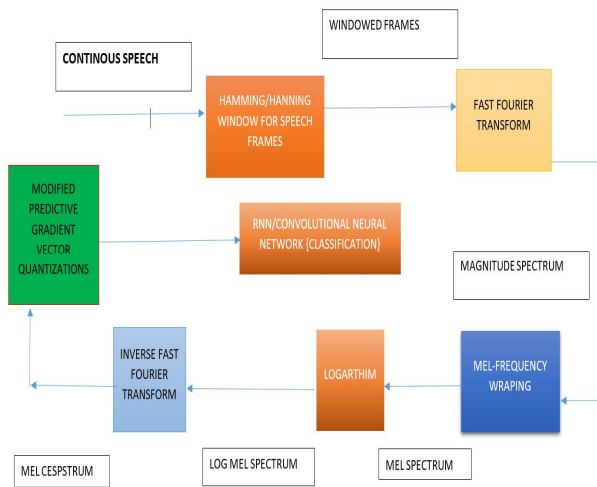 WINDOWED FRAMES
CONTINOUS SPEECH
HAMMING/HANNING
WINDOW FOR SPEECH
FRAMES
FAST FOURIER
TRANSFORM
MODIFIED
PREDICTIVE
GRADIENT
VECTOR
QUANTIZATIONS
RNN/CONVOLUTIONAL NEURAL
NETWORK {CLASSIFICATION}
MAGNITUDE SPECTRUM
INVERSE FAST
FOURIER
TRANSFORM
LOGARTHIM
MEL-FREQUENCY
WRAPING
MEL CESPSTRUM
LOG MEL SPECTRUM
MEL SPECTRUM